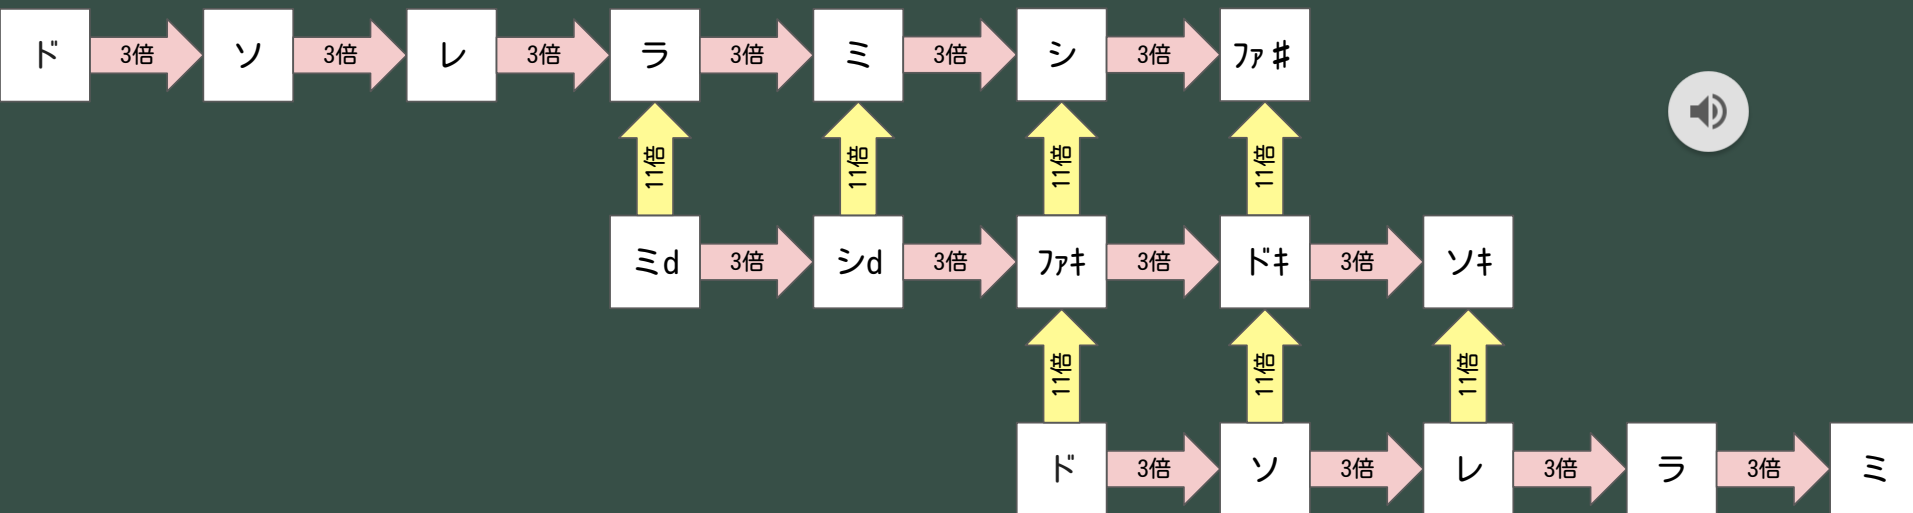 ド 3倍 ソ 3倍 レ 3倍 ラ 3倍 ミ 3倍 シ 3倍 ファ♯
11倍 11倍 11倍 11倍
ミd 3倍 シd 3倍 ファ‡ 3倍 ド‡ 3倍 ソ‡
11倍 11倍 11倍
ド 3倍 ソ 3倍 レ 3倍 ラ 3倍 ミ